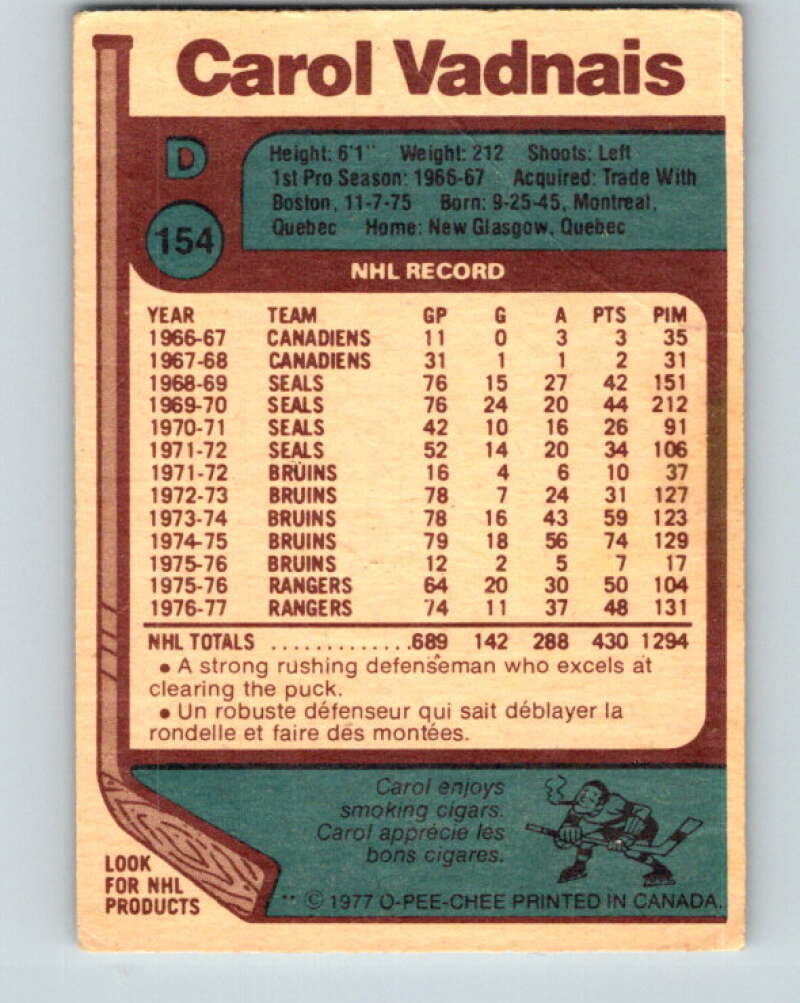 Carol Vadnais
D
154
Height: 6'1" Weight: 212 Shoots: Left
1st Pro Season: 1966-67 Acquired: Trade With
Boston, 11-7-75 Born: 9-25-45, Montreal,
Quebec Home: New Glasgow, Quebec
NHL RECORD
YEAR TEAM GP G A PTS PIM
1966-67 CANADIENS 11 0 3 3 35
1967-68 CANADIENS 31 1 1 2 31
1968-69 SEALS 76 15 27 42 151
1969-70 SEALS 76 24 20 44 212
1970-71 SEALS 42 10 16 26 91
1971-72 SEALS 52 14 20 34 106
1971-72 BRUINS 16 4 6 10 37
1972-73 BRUINS 78 7 24 31 127
1973-74 BRUINS 78 16 43 59 123
1974-75 BRUINS 79 18 56 74 129
1975-76 BRUINS 12 2 5 7 17
1975-76 RANGERS 64 20 30 50 104
1976-77 RANGERS 74 11 37 48 131
NHL TOTALS .............689 142 288 430 1294
• A strong rushing defenseman who excels at
clearing the puck.
• Un robuste défenseur qui sait déblayer la
rondelle et faire des montées.
Carol enjoys
smoking cigars.
Carol apprécie les
bons cigares.
LOOK
FOR NHL
PRODUCTS
** © 1977 O-PEE-CHEE PRINTED IN CANADA.